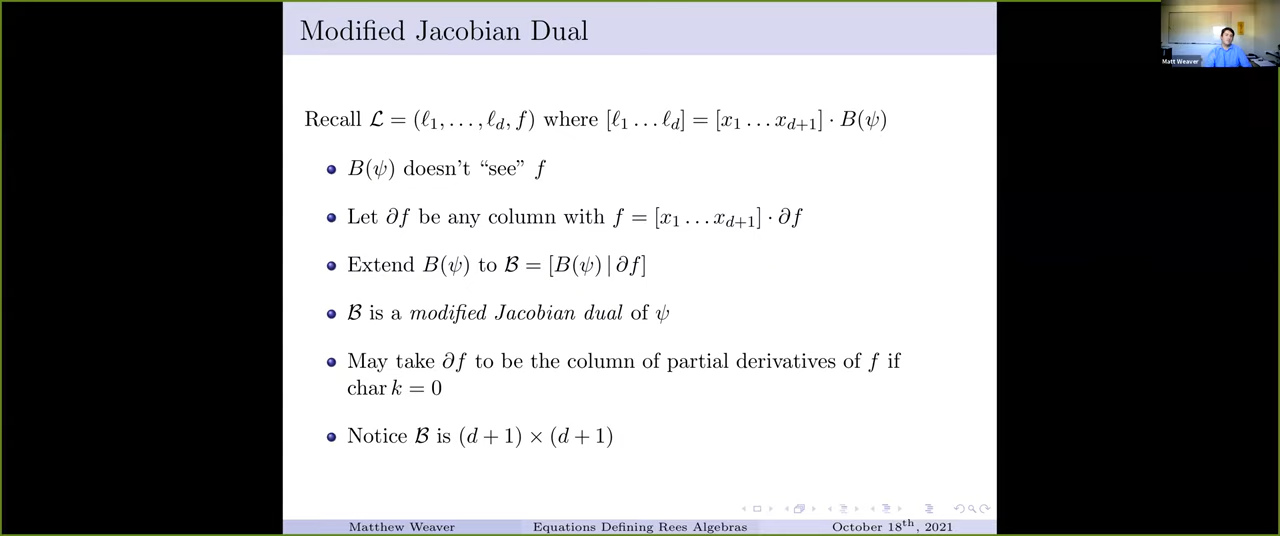 Modified Jacobian Dual
Matt Weaver
Recall ℒ = (ℓ₁, . . . , ℓ_d, f) where [ℓ₁ . . . ℓ_d] = [x₁ . . . x_{d+1}] · B(ψ)
B(ψ) doesn't “see” f
Let ∂f be any column with f = [x₁ . . . x_{d+1}] · ∂f
Extend B(ψ) to ℬ = [B(ψ) | ∂f]
ℬ is a modified Jacobian dual of ψ
May take ∂f to be the column of partial derivatives of f if
char k = 0
Notice ℬ is (d + 1) × (d + 1)
Matthew Weaver Equations Defining Rees Algebras October 18th, 2021